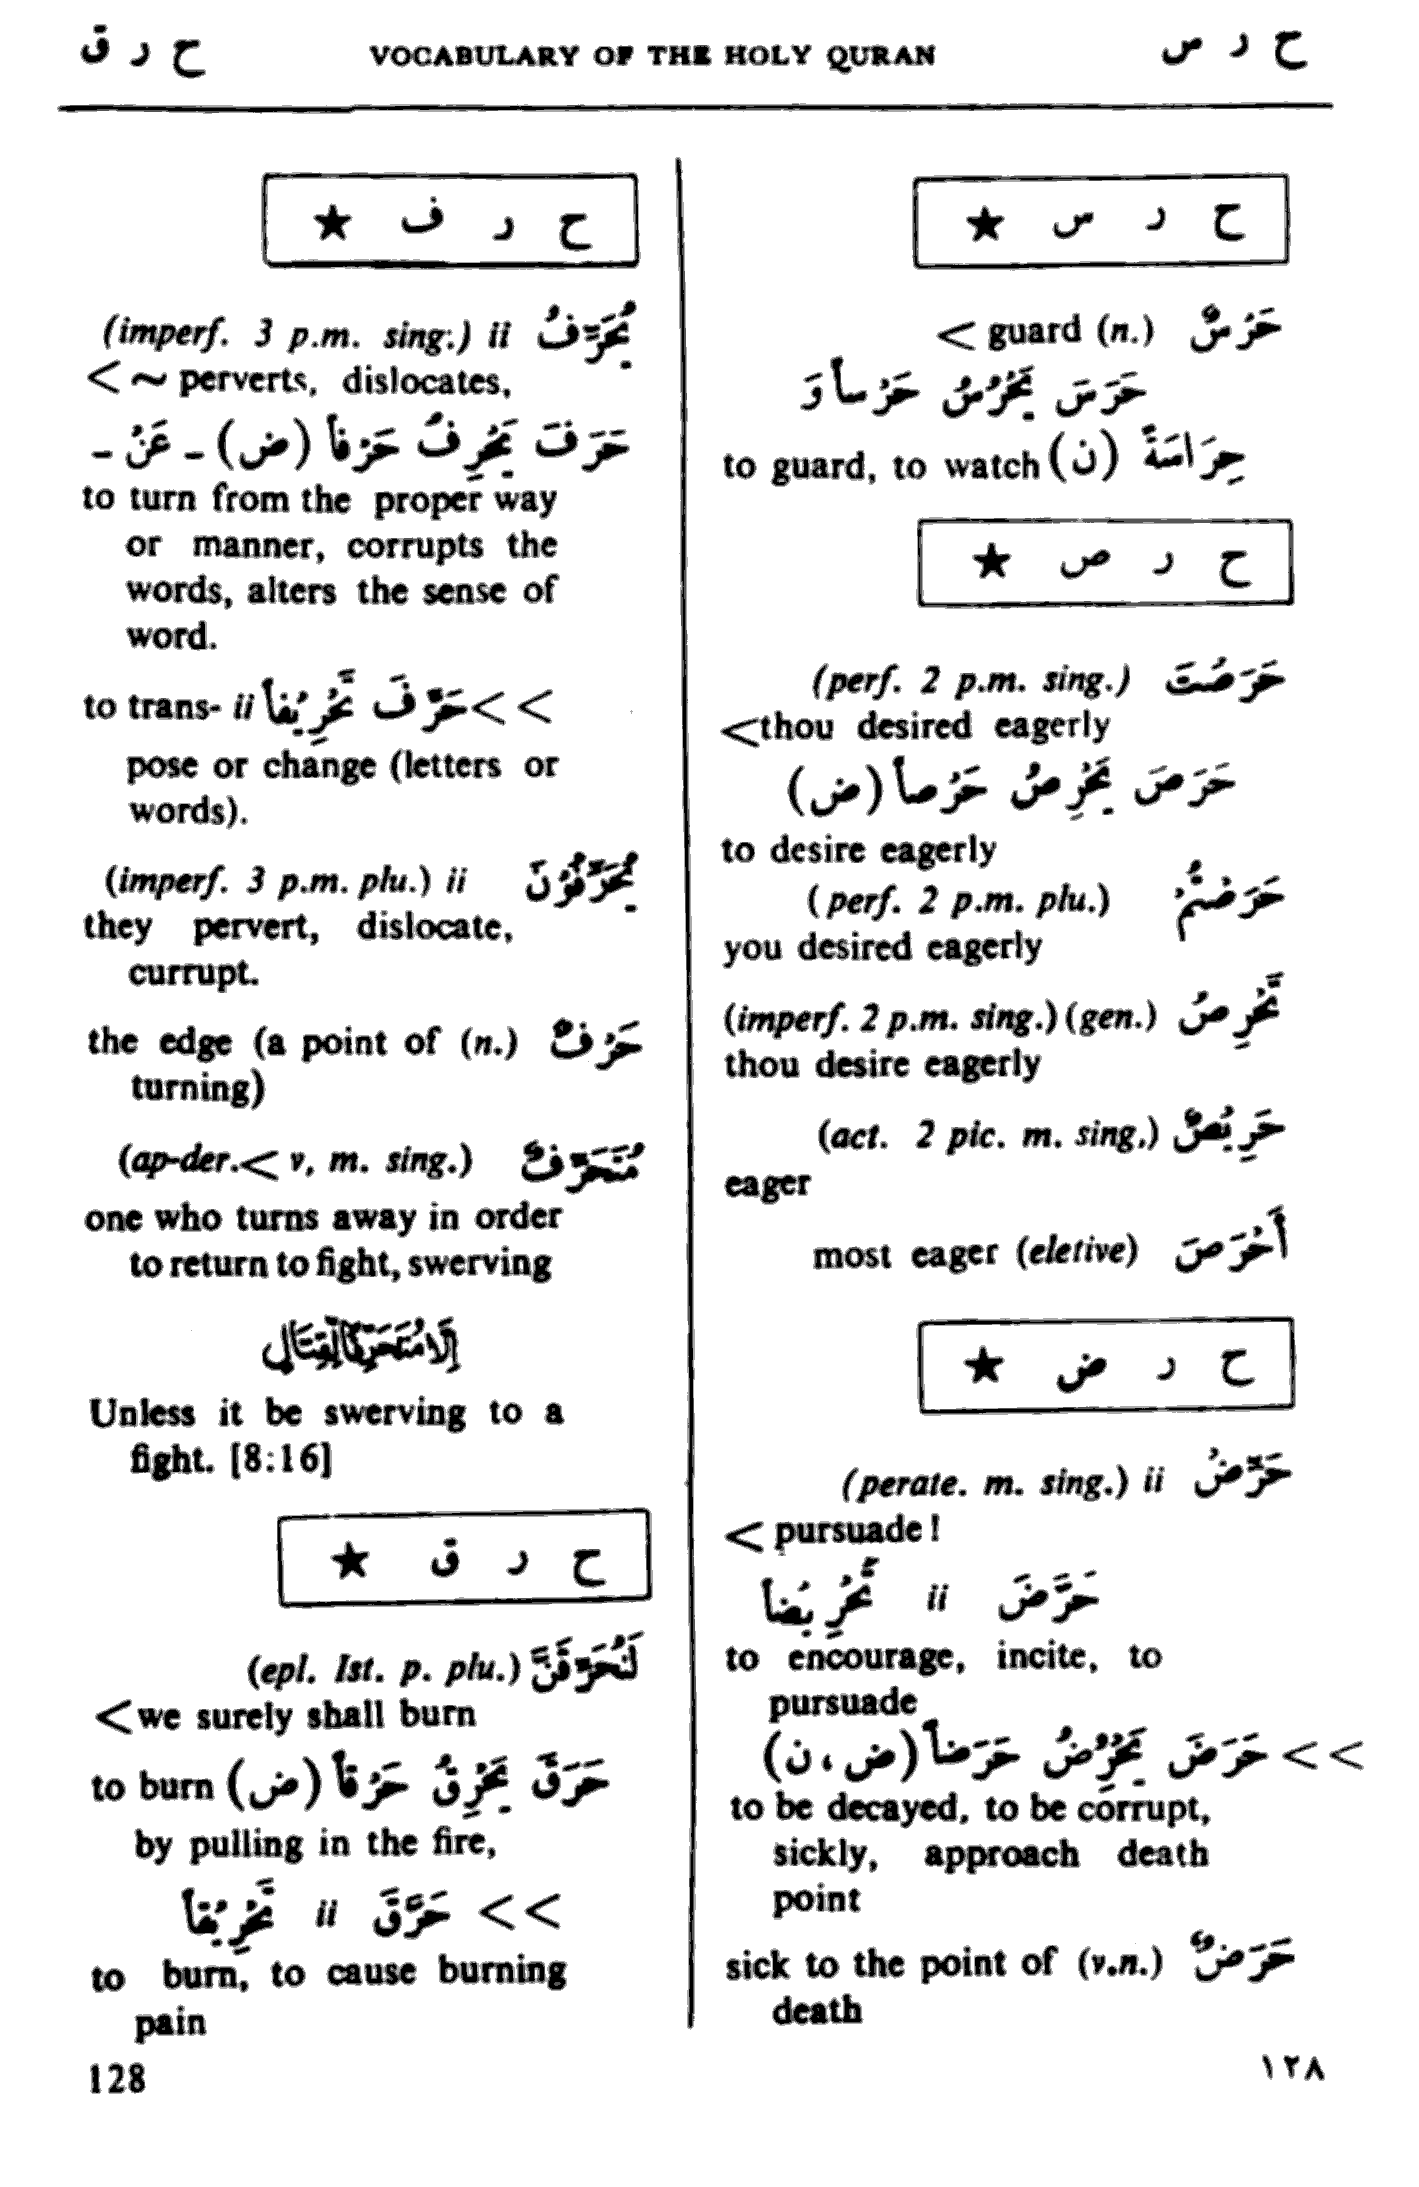 ح ر س VOCABULARY OF THE HOLY QURAN ح ر ق
ح ر س ★
حَرَسٌ (n.) guard >
حَرَسَ يَحْرُسُ حَرْساً وَ
حِرَاسَةً (ن) to guard, to watch
ح ر ص ★
حَرَصْتَ (perf. 2 p.m. sing.)
<thou desired eagerly
حَرَصَ يَحْرِصُ حَرْصاً (ض)
to desire eagerly
حَرَصْتُمْ (perf. 2 p.m. plu.)
you desired eagerly
تَحْرِصْ (imperf. 2 p.m. sing.) (gen.)
thou desire eagerly
حَرِيْصٌ (act. 2 pic. m. sing.)
eager
أَحْرَصَ most eager (eletive)
ح ر ض ★
حَرِّضْ (perate. m. sing.) ii
< pursuade!
حَرَّضَ ii تَحْرِيْضاً
to encourage, incite, to
pursuade
<< حَرَضَ يَحْرُِضُ حَرَضاً (ض، ن)
to be decayed, to be corrupt,
sickly, approach death
point
حَرَضٌ (v.n.) sick to the point of
death
ح ر ف ★
يُحَرِّفُ (imperf. 3 p.m. sing.) ii
< ~ perverts, dislocates,
حَرَفَ يَحْرِفُ حَرْفاً (ض) - عَنْ -
to turn from the proper way
or manner, corrupts the
words, alters the sense of
word.
<< حَرَّفَ تَحْرِيْفاً ii to trans-
pose or change (letters or
words).
يُحَرِّفُوْنَ (imperf. 3 p.m. plu.) ii
they pervert, dislocate,
currupt.
حَرْفٌ (n.) the edge (a point of
turning)
مُتَحَرِّفٌ (ap-der.< v, m. sing.)
one who turns away in order
to return to fight, swerving
إِلَّا مُتَحَرِّفًا لِّقِتَالٍ
Unless it be swerving to a
fight. [8:16]
ح ر ق ★
لَنُحَرِّقَنَّ (epl. Ist. p. plu.)
<we surely shall burn
حَرَقَ يَحْرِقُ حَرْقاً (ض) to burn
by pulling in the fire,
<< حَرَّقَ ii تَحْرِيْقاً
to burn, to cause burning
pain
128 ١٢٨